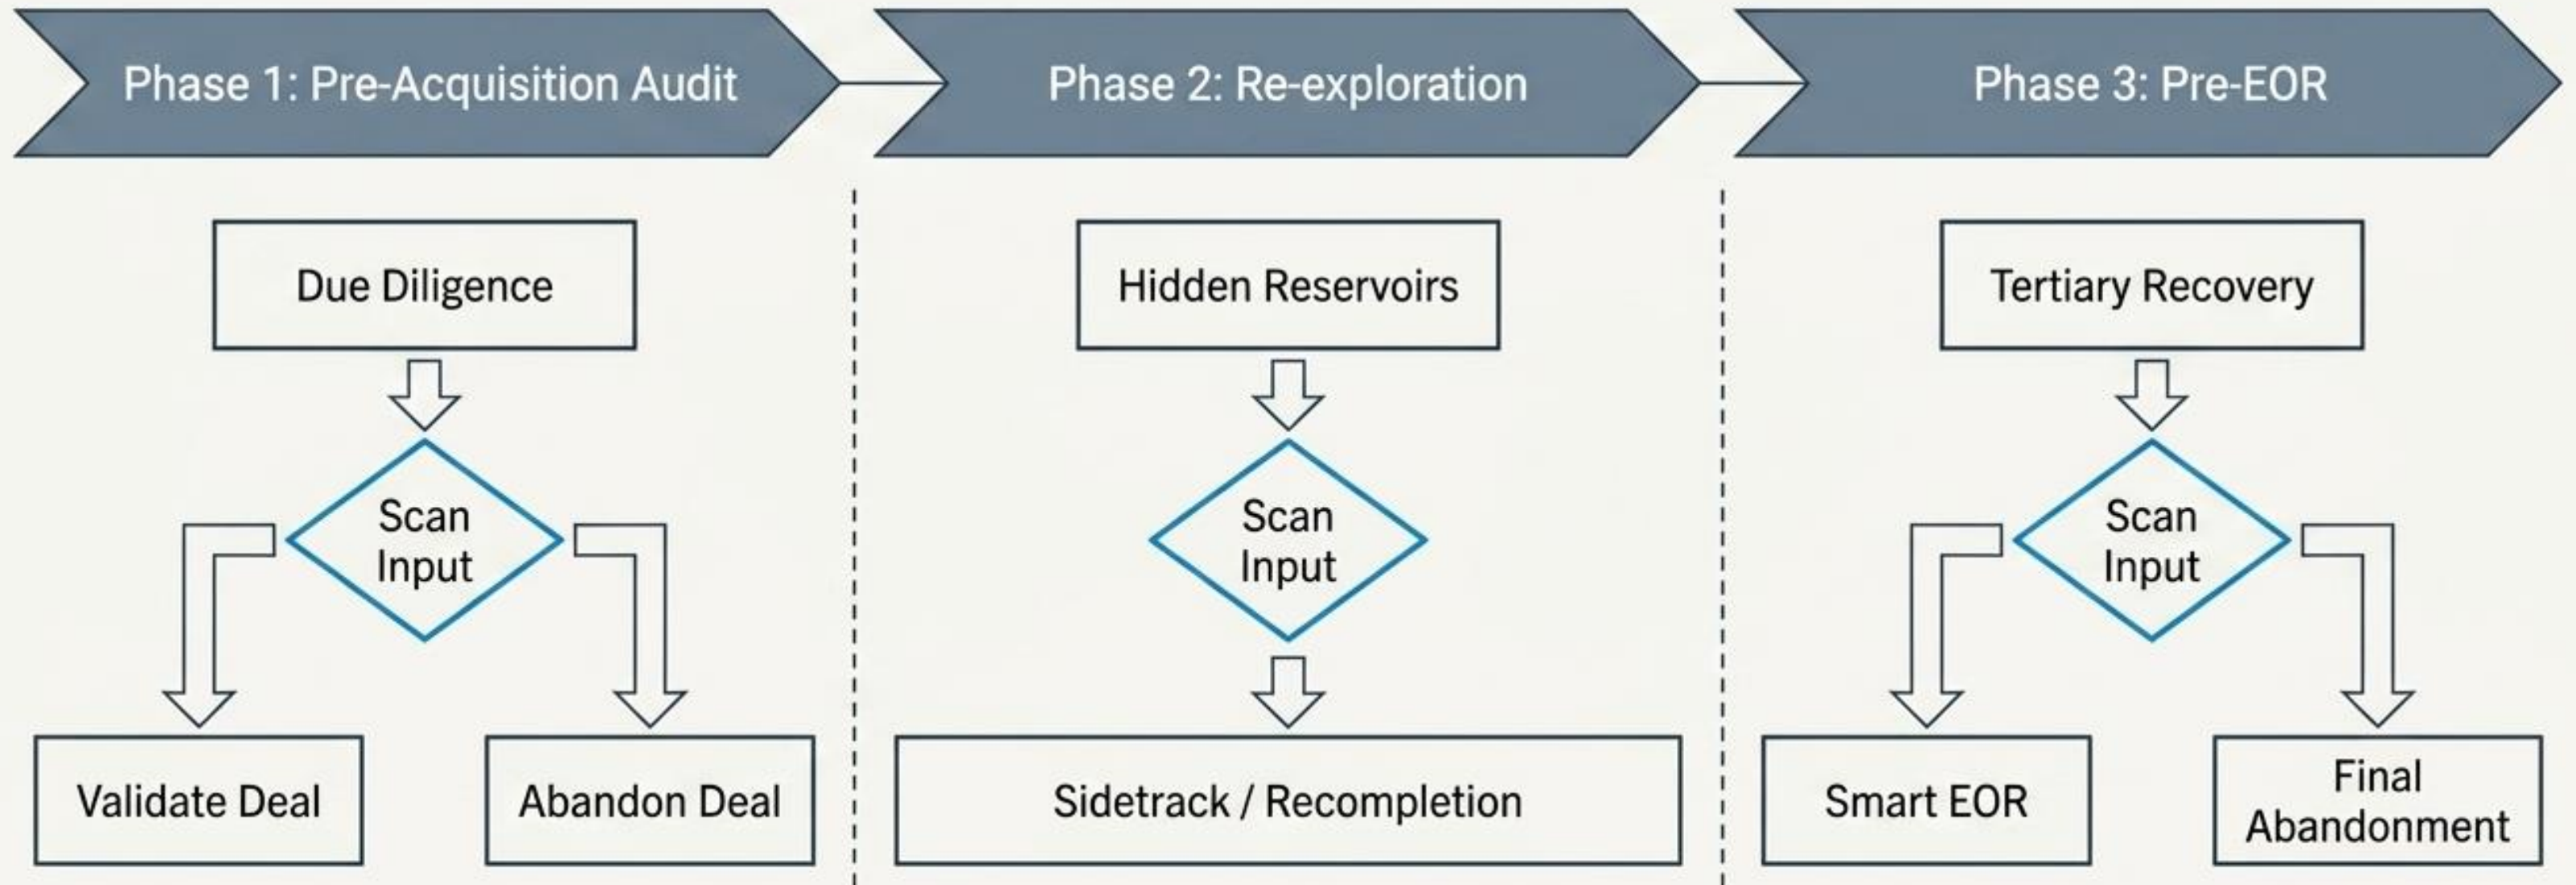 Phase 1: Pre-Acquisition Audit
Phase 2: Re-exploration
Phase 3: Pre-EOR
Due Diligence
Hidden Reservoirs
Tertiary Recovery
Scan
Input
Scan
Input
Scan
Input
Validate Deal
Abandon Deal
Sidetrack / Recompletion
Smart EOR
Final
Abandonment